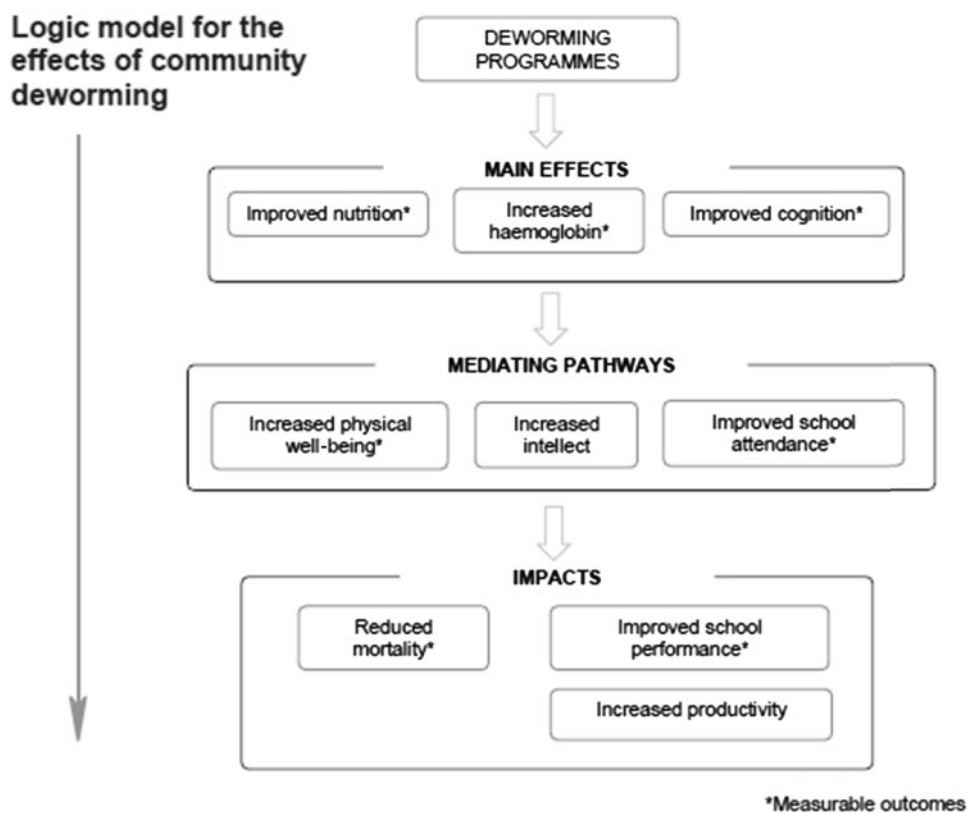 Logic model for the
effects of community
deworming
DEWORMING
PROGRAMMES
MAIN EFFECTS
Improved nutrition*
Increased
haemoglobin*
Improved cognition*
MEDIATING PATHWAYS
Increased physical
well-being*
Increased
intellect
Improved school
attendance*
IMPACTS
Reduced
mortality*
Improved school
performance*
Increased productivity
*Measurable outcomes